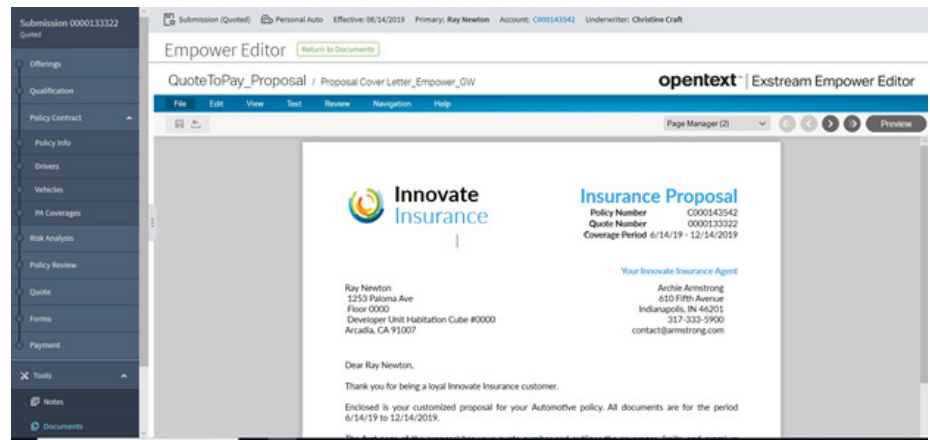 Submission 0000133322
Quoted
Submission (Quoted) Personal Auto Effective: 06/14/2019 Primary: Ray Newton Account: C000143542 Underwriter: Christine Craft
Empower Editor Return to Documents
QuoteToPay_Proposal / Proposal Cover Letter_Empower_GW
opentext™ | Exstream Empower Editor
File Edit View Text Review Navigation Help
Page Manager (2) Preview
Offerings
Qualification
Policy Contract
Policy Info
Drivers
Vehicles
PA Coverages
Risk Analysis
Policy Review
Quote
Forms
Payment
Tools
Notes
Documents
Innovate
Insurance
Insurance Proposal
Policy Number C000143542
Quote Number 0000133322
Coverage Period 6/14/19 - 12/14/2019
Your Innovate Insurance Agent
Ray Newton
1253 Paloma Ave
Floor 0000
Developer Unit Habitation Cube #0000
Arcadia, CA 91007
Archie Armstrong
610 Fifth Avenue
Indianapolis, IN 46201
317-333-5900
contact@armstrong.com
Dear Ray Newton,
Thank you for being a loyal Innovate Insurance customer.
Enclosed is your customized proposal for your Automotive policy. All documents are for the period
6/14/19 to 12/14/2019.